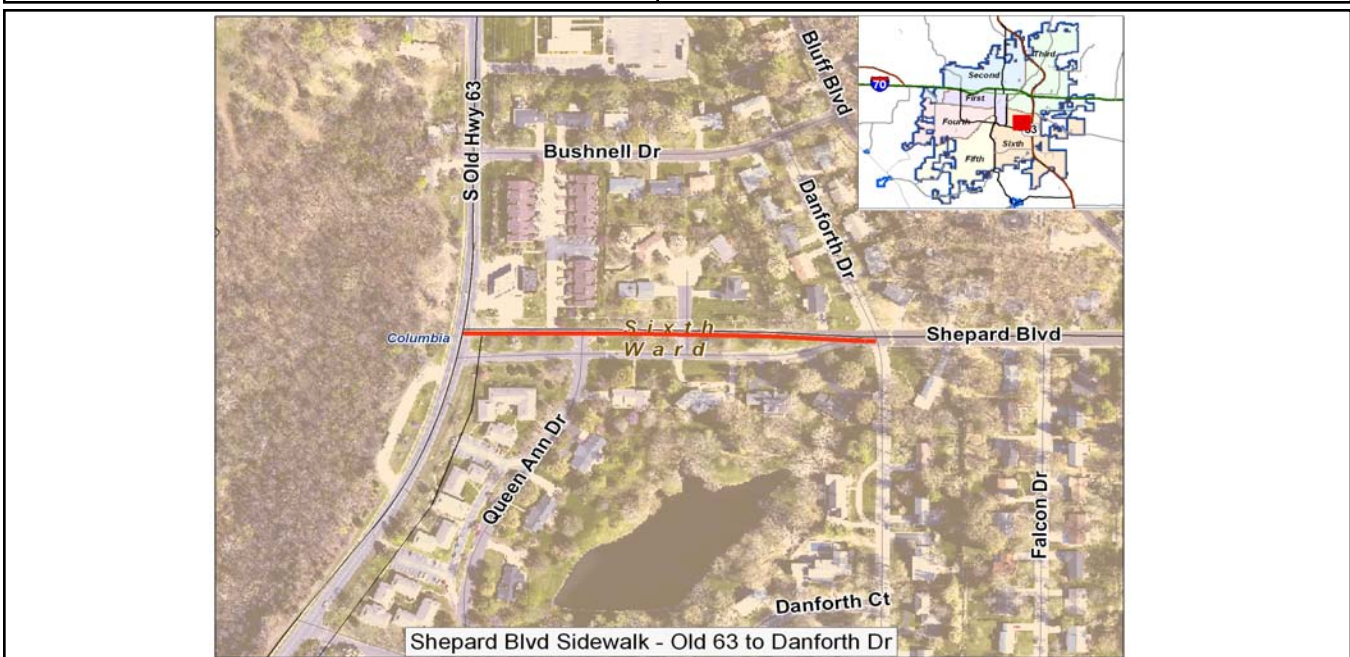 Bluff Blvd
S Old Hwy 63
Bushnell Dr
Danforth Dr
Third
Second
70
First
Fourth
63
Sixth
Fifth
Columbia
Sixth
Ward
Shepard Blvd
Queen Ann Dr
Falcon Dr
Danforth Ct
Shepard Blvd Sidewalk - Old 63 to Danforth Dr